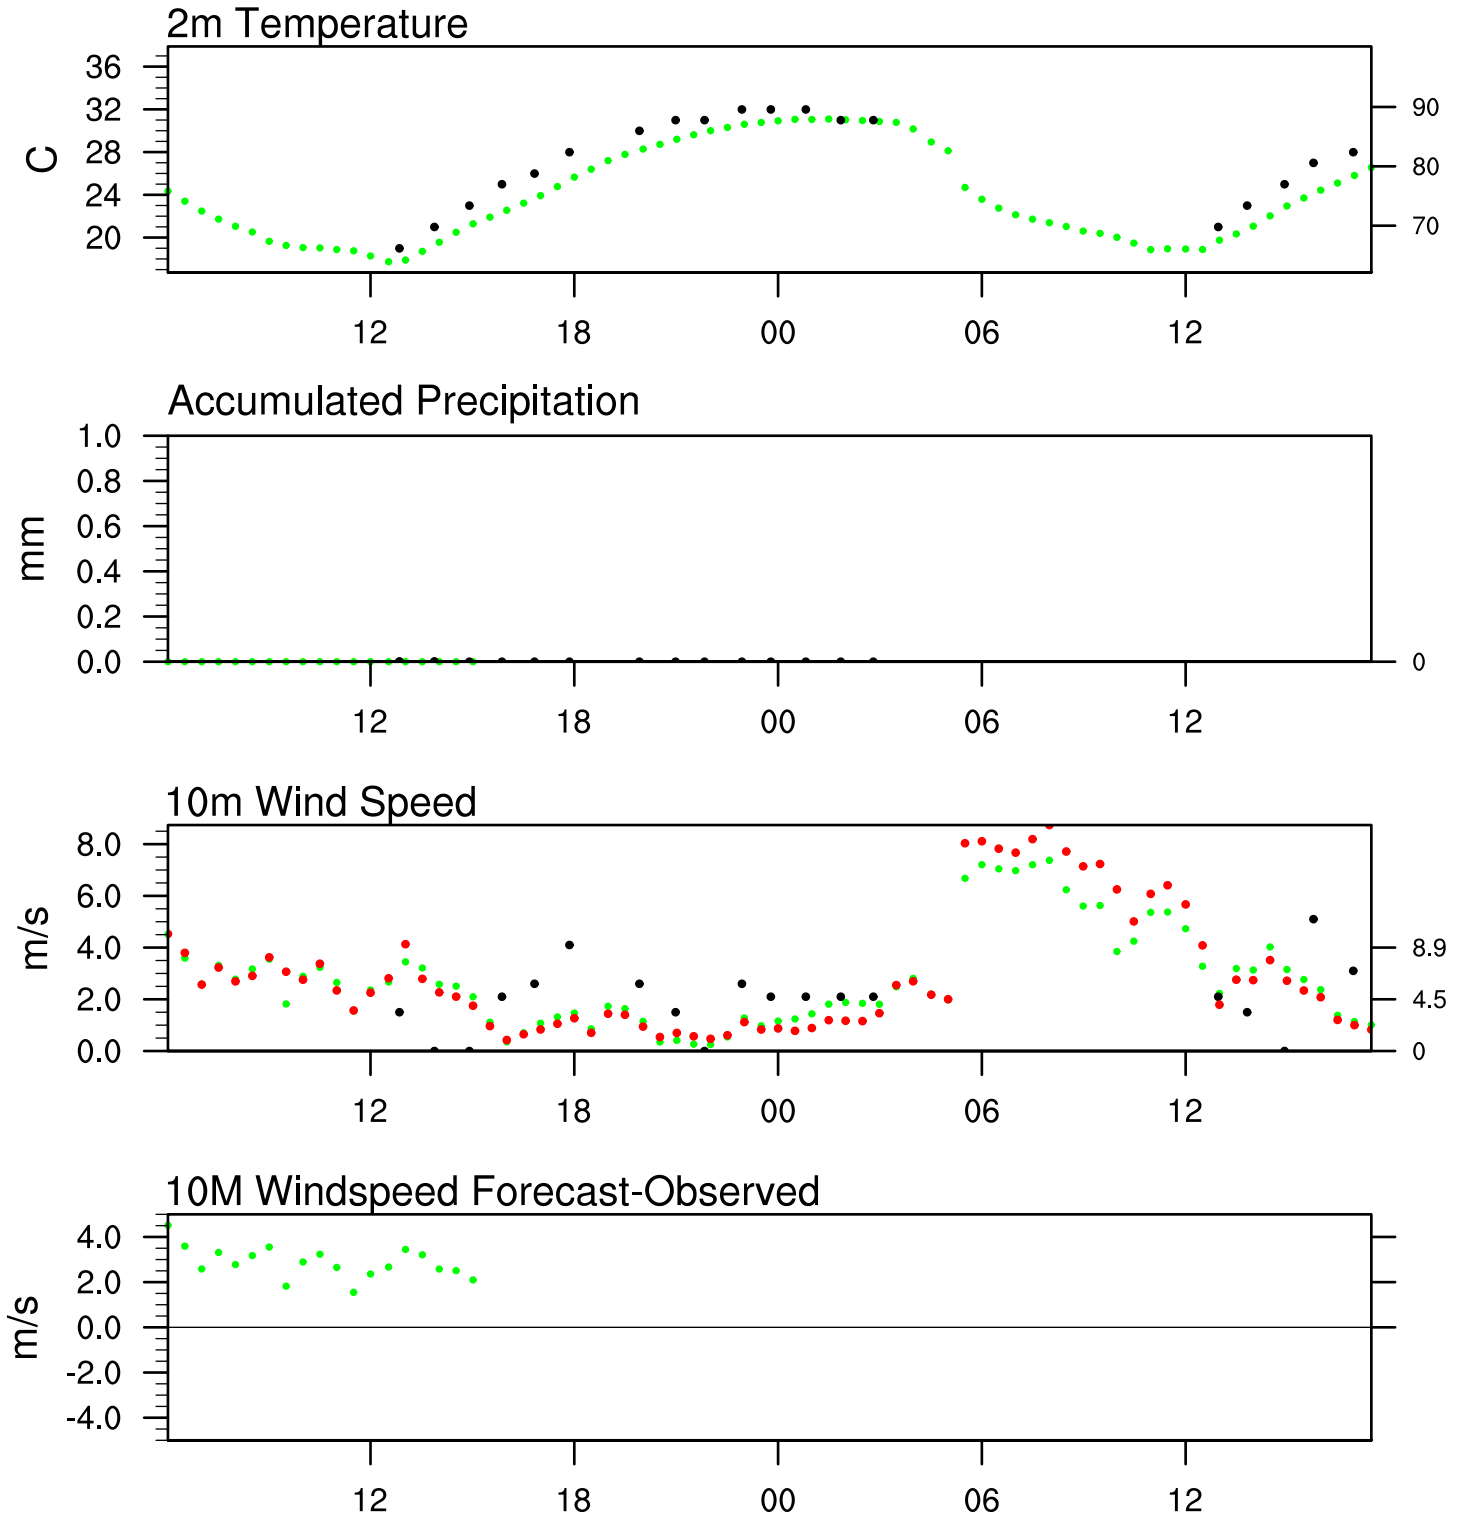 2m Temperature
36
32
28
24
20
C
90
80
70
12 18 00 06 12
Accumulated Precipitation
1.0
0.8
0.6
0.4
0.2
0.0
mm
0
12 18 00 06 12
10m Wind Speed
8.0
6.0
4.0
2.0
0.0
m/s
8.9
4.5
0
12 18 00 06 12
10M Windspeed Forecast-Observed
4.0
2.0
0.0
-2.0
-4.0
m/s
12 18 00 06 12